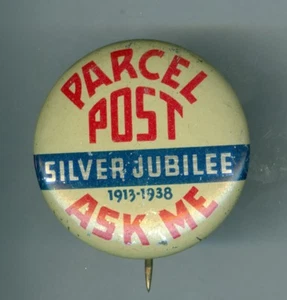 PARCEL
POST
SILVER JUBILEE
1913-1938
ASK ME